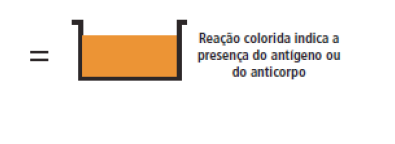 =
Reação colorida indica a
presença do antígeno ou
do anticorpo